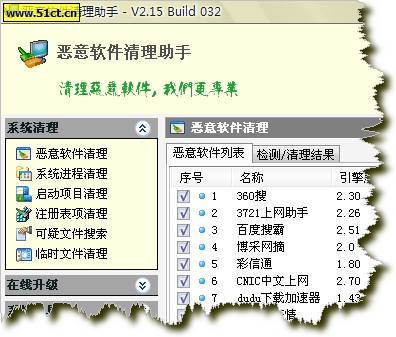 www.51ct.cn 清理助手 - V2.15 Build 032
恶意软件清理助手
清理惡意軟件, 我們更專業
系统清理
恶意软件清理
系统进程清理
启动项目清理
注册表项清理
可疑文件搜索
临时文件清理
在线升级
恶意软件清理
恶意软件列表 检测/清理结果
序号 名称
1 360搜 2.30
2 3721上网助手 2.26
3 百度搜霸 2.51
4 博采网摘 2.0
5 彩信通 1.80
6 CNIC中文上网 2.70
7 dudu下载加速器 1.43